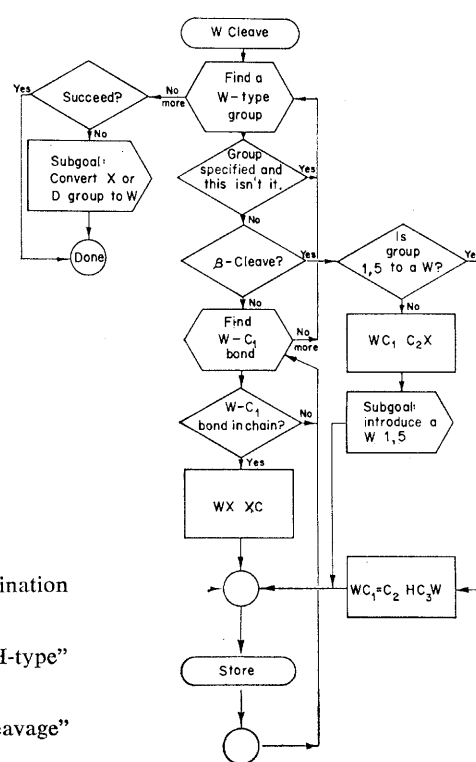 W Cleave
Find a
W-type
group
No
more
Succeed?
Yes
No
Subgoal:
Convert X or
D group to W
Done
Group
specified and
this isn't it.
Yes
No
β-Cleave?
Yes
No
Is
group
1,5 to a W?
Yes
No
WC₁ C₂X
Subgoal:
introduce a
W 1,5
Find
W-C₁
bond
No
more
W-C₁
bond in chain?
No
Yes
WX XC
WC₁=C₂ HC₃W
Store
ination
H-type"
eavage"